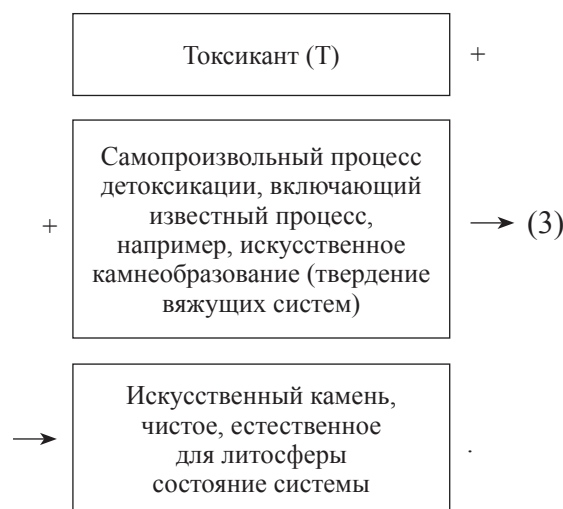 Токсикант (Т) +
Самопроизвольный процесс
детоксикации, включающий
известный процесс,
+ например, искусственное → (3)
камнеобразование (твердение
вяжущих систем)
Искусственный камень,
чистое, естественное
→ для литосферы .
состояние системы